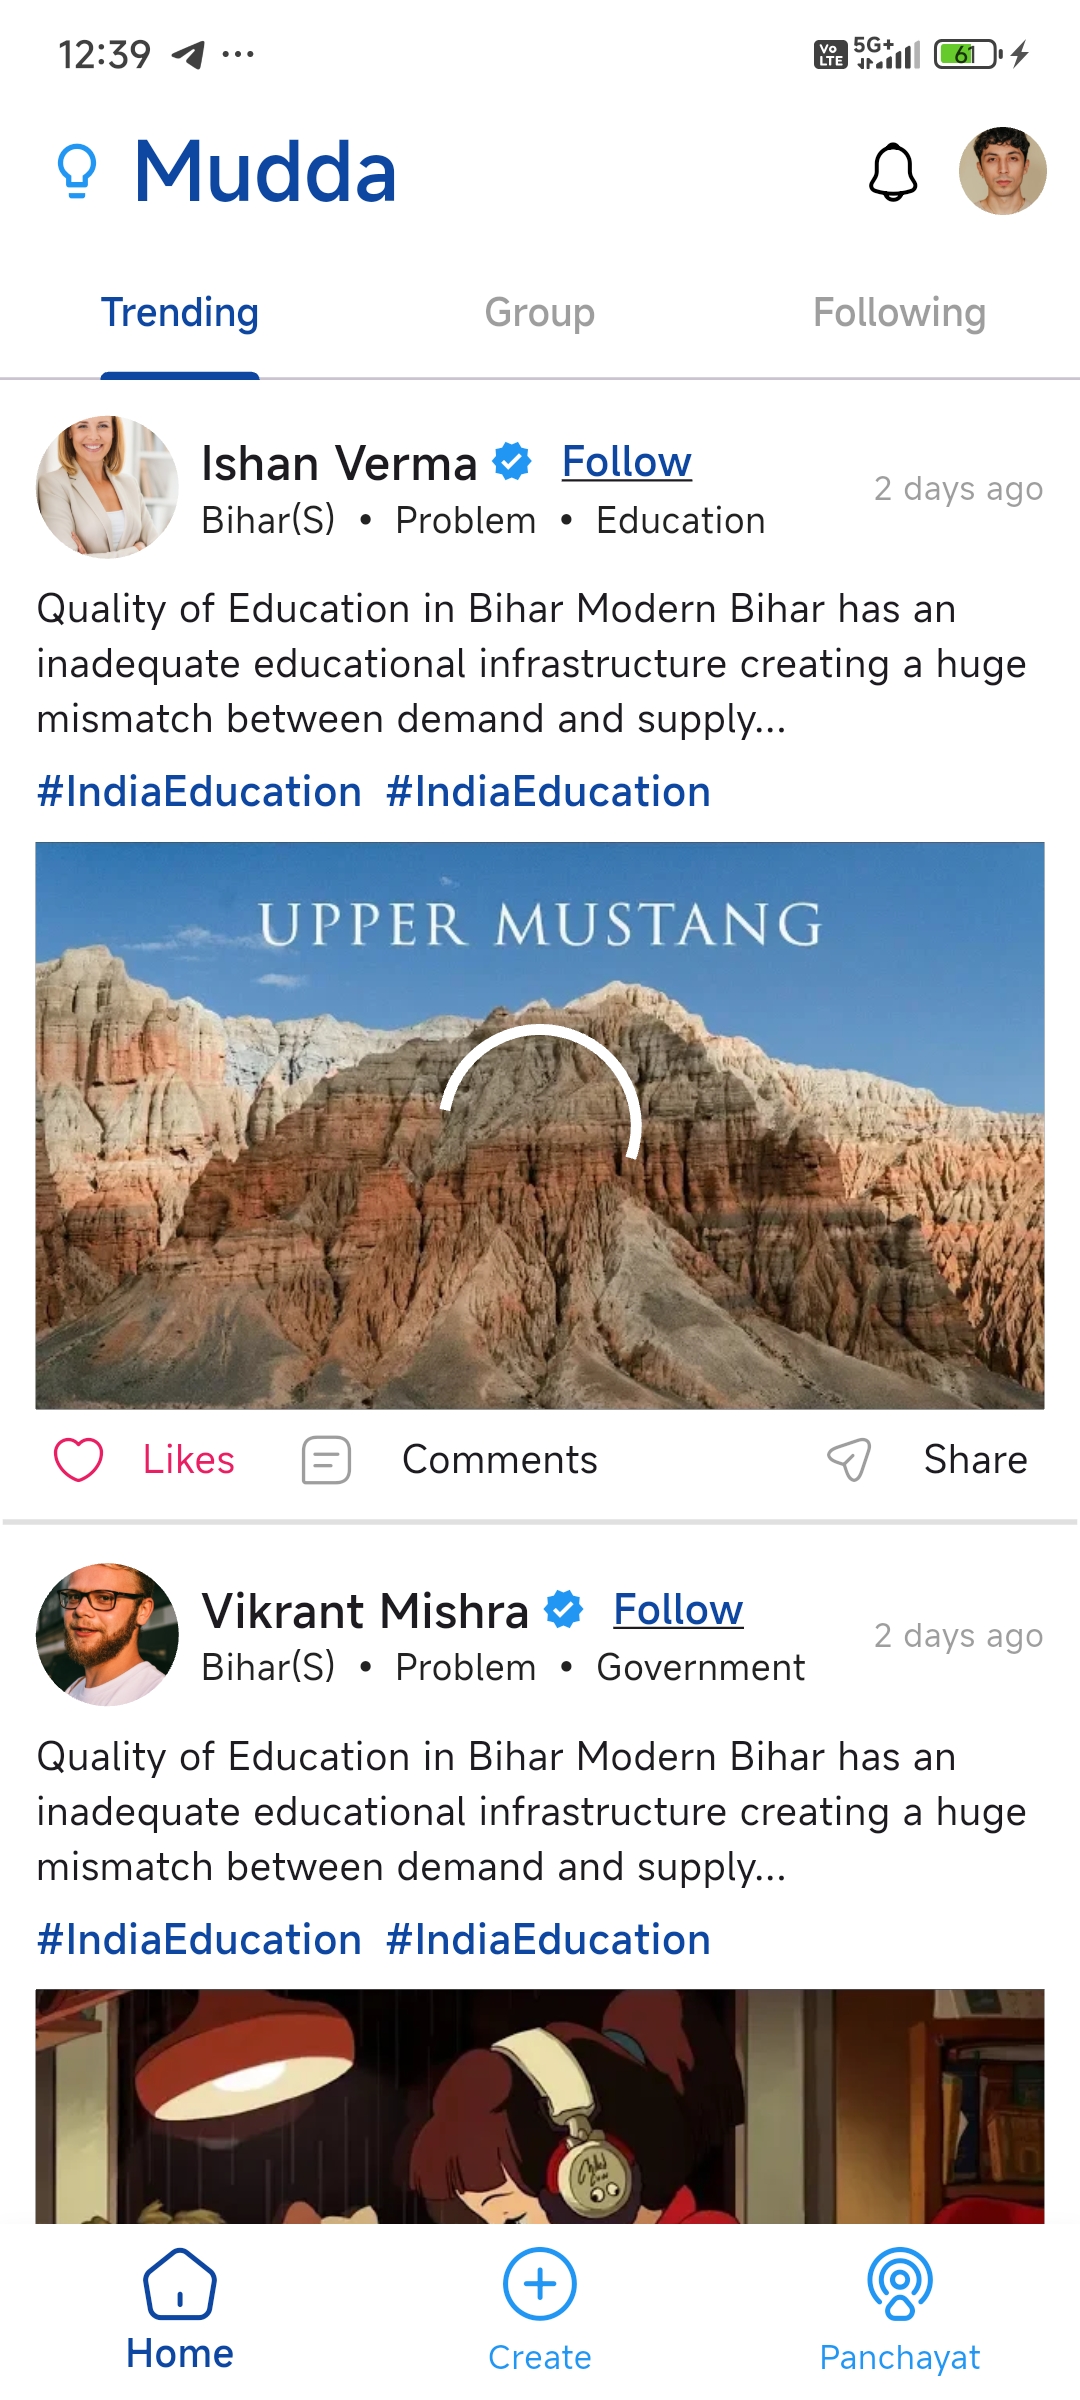 12:39
Vo LTE 5G+ 61
Mudda
Trending Group Following
Ishan Verma Follow
2 days ago
Bihar(S) • Problem • Education
Quality of Education in Bihar Modern Bihar has an
inadequate educational infrastructure creating a huge
mismatch between demand and supply...
#IndiaEducation #IndiaEducation
UPPER MUSTANG
Likes Comments Share
Vikrant Mishra Follow
2 days ago
Bihar(S) • Problem • Government
Quality of Education in Bihar Modern Bihar has an
inadequate educational infrastructure creating a huge
mismatch between demand and supply...
#IndiaEducation #IndiaEducation
Home Create Panchayat